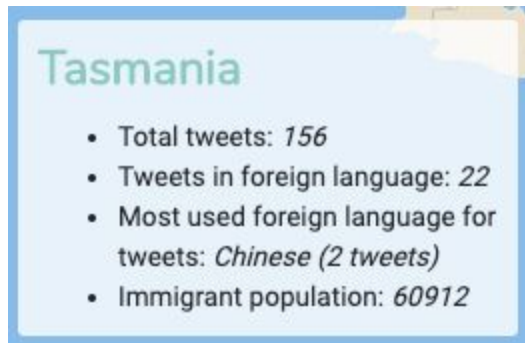 Tasmania
• Total tweets: 156
• Tweets in foreign language: 22
• Most used foreign language for
tweets: Chinese (2 tweets)
• Immigrant population: 60912